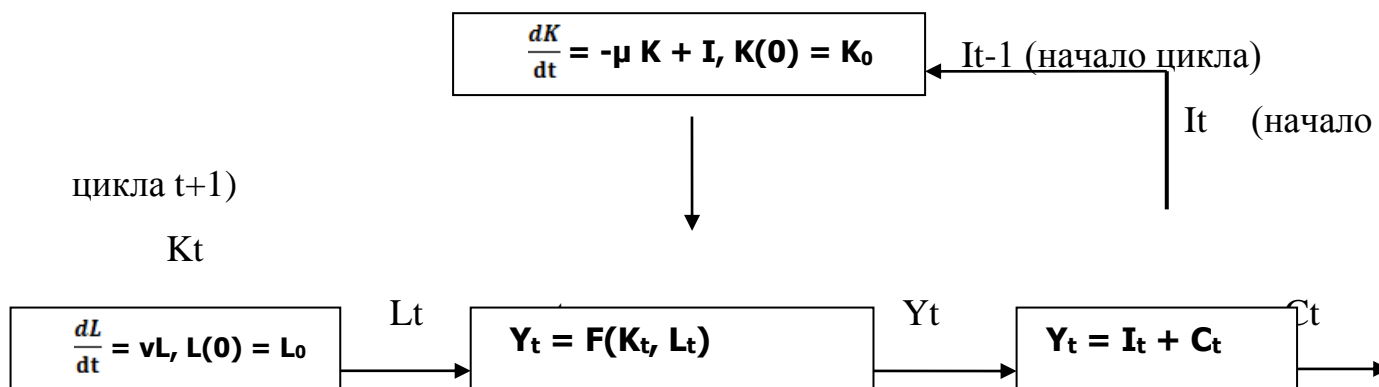 dK/dt = -μ K + I, K(0) = K₀
It-1 (начало цикла)
It (начало
цикла t+1)
Kt
dL/dt = vL, L(0) = L₀
Lt
Yₜ = F(Kₜ, Lₜ)
Yt
Yₜ = Iₜ + Cₜ
Ct